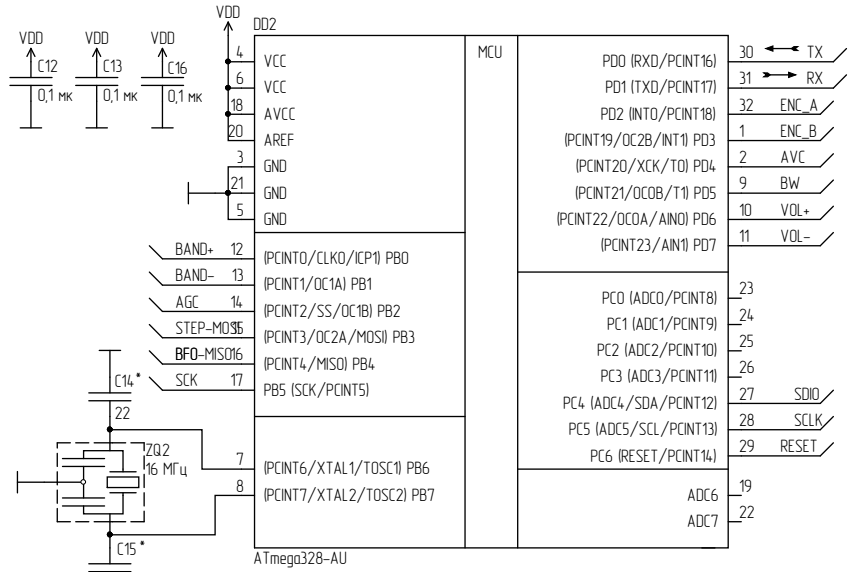 VDD
DD2
VDD VDD VDD
C12 C13 C16
0,1 мк 0,1 мк 0,1 мк
MCU
4 VCC
6 VCC
18 AVCC
20 AREF
3 GND
21 GND
5 GND
BAND+ 12 (PCINT0/CLKO/ICP1) PB0
BAND- 13 (PCINT1/OC1A) PB1
AGC 14 (PCINT2/SS/OC1B) PB2
STEP-MOSI 15 (PCINT3/OC2A/MOSI) PB3
BFO-MISO 16 (PCINT4/MISO) PB4
SCK 17 PB5 (SCK/PCINT5)
C14*
22
ZQ2
16 МГц
7 (PCINT6/XTAL1/TOSC1) PB6
8 (PCINT7/XTAL2/TOSC2) PB7
C15*
ATmega328-AU
PD0 (RXD/PCINT16) 30 TX
PD1 (TXD/PCINT17) 31 RX
PD2 (INT0/PCINT18) 32 ENC_A
(PCINT19/OC2B/INT1) PD3 1 ENC_B
(PCINT20/XCK/T0) PD4 2 AVC
(PCINT21/OC0B/T1) PD5 9 BW
(PCINT22/OC0A/AIN0) PD6 10 VOL+
(PCINT23/AIN1) PD7 11 VOL-
PC0 (ADC0/PCINT8) 23
PC1 (ADC1/PCINT9) 24
PC2 (ADC2/PCINT10) 25
PC3 (ADC3/PCINT11) 26
PC4 (ADC4/SDA/PCINT12) 27 SDIO
PC5 (ADC5/SCL/PCINT13) 28 SCLK
PC6 (RESET/PCINT14) 29 RESET
ADC6 19
ADC7 22